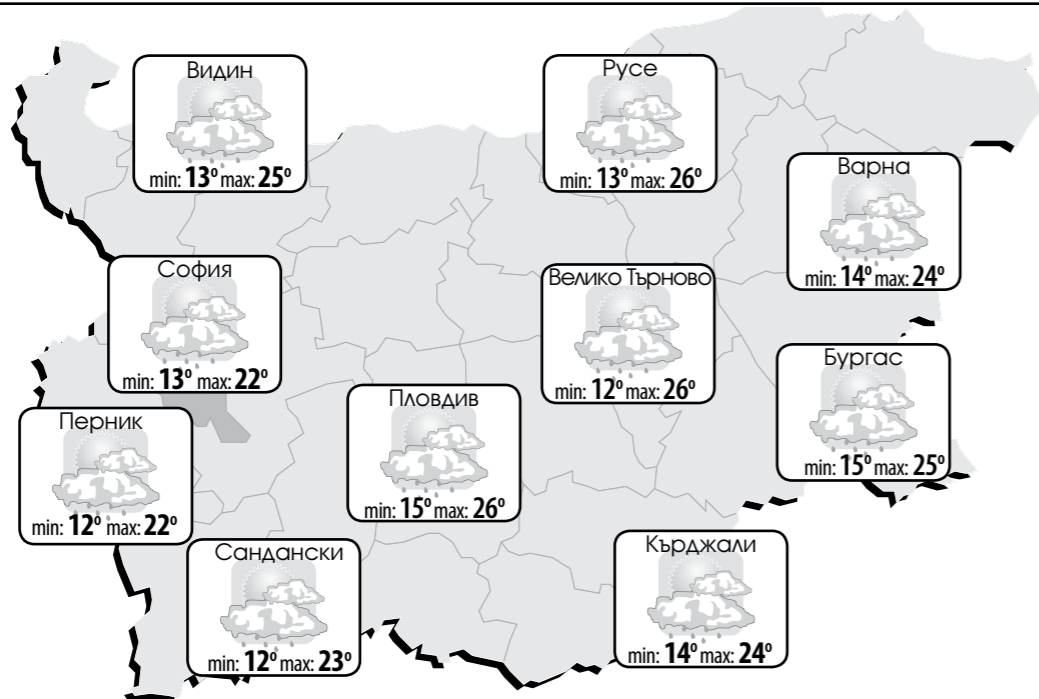 Видин
min: 13° max: 25°
Русе
min: 13° max: 26°
Варна
min: 14° max: 24°
София
min: 13° max: 22°
Велико Търново
min: 12° max: 26°
Бургас
min: 15° max: 25°
Пловдив
min: 15° max: 26°
Перник
min: 12° max: 22°
Сандански
min: 12° max: 23°
Кърджали
min: 14° max: 24°